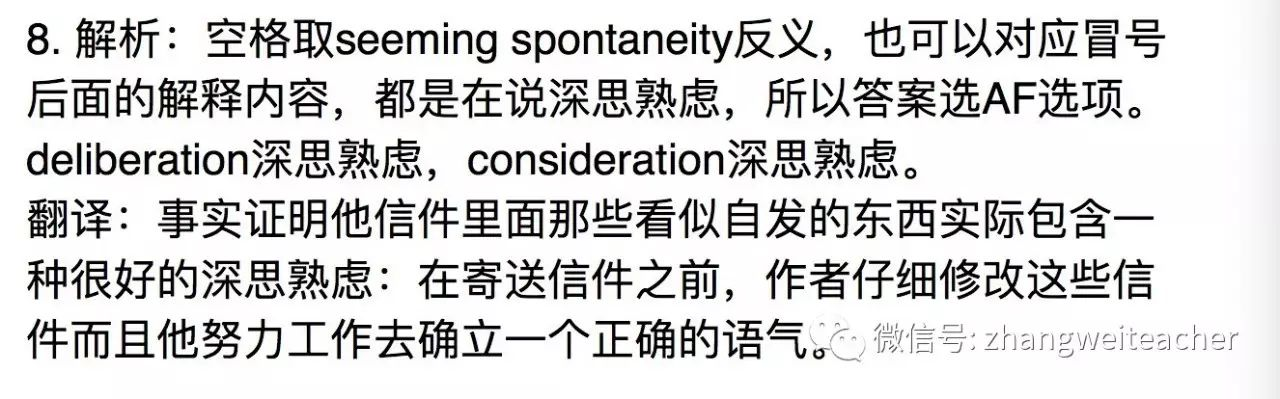 8. 解析：空格取seeming spontaneity反义，也可以对应冒号
后面的解释内容，都是在说深思熟虑，所以答案选AF选项。
deliberation深思熟虑，consideration深思熟虑。
翻译：事实证明他信件里面那些看似自发的东西实际包含一
种很好的深思熟虑：在寄送信件之前，作者仔细修改这些信
件而且他努力工作去确立一个正确的语气。
微信号: zhangweiteacher